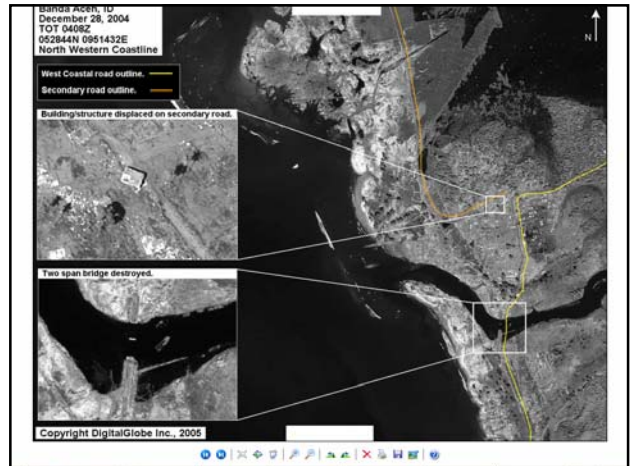 Banda Aceh, ID
December 28, 2004
TOT 0408Z
052844N 0951432E
North Western Coastline
N
West Coastal road outline.
Secondary road outline.
Building/structure displaced on secondary road.
Two span bridge destroyed.
Copyright DigitalGlobe Inc., 2005